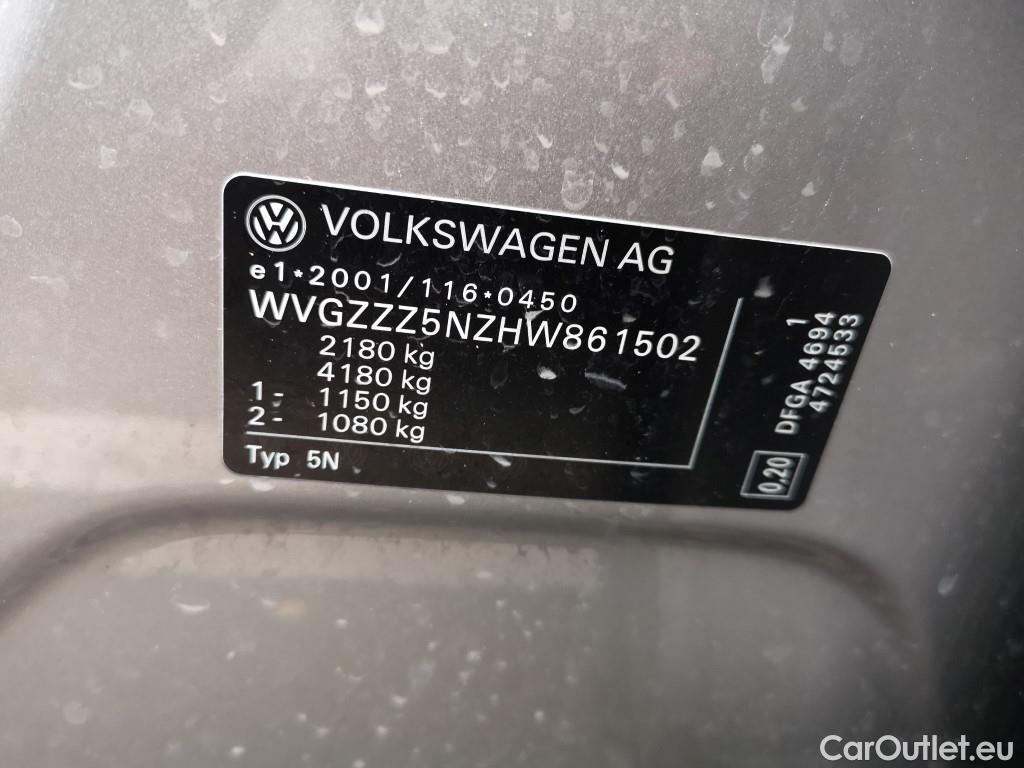 VOLKSWAGEN AG
e1*2001/116*0450
WVGZZZ5NZHW861502
2180 kg
4180 kg
1- 1150 kg
2- 1080 kg
Typ 5N
1
DFGA 4694
4724533
0.20
CarOutlet.eu